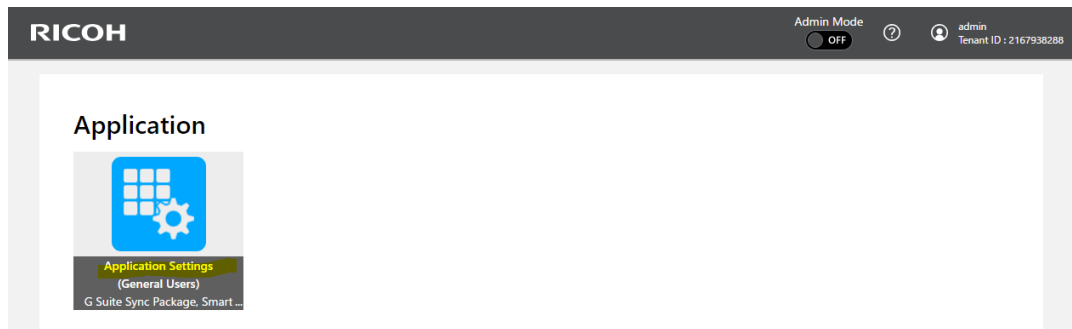 RICOH
Admin Mode
OFF
?
admin
Tenant ID : 2167938288
Application
Application Settings
(General Users)
G Suite Sync Package, Smart ...